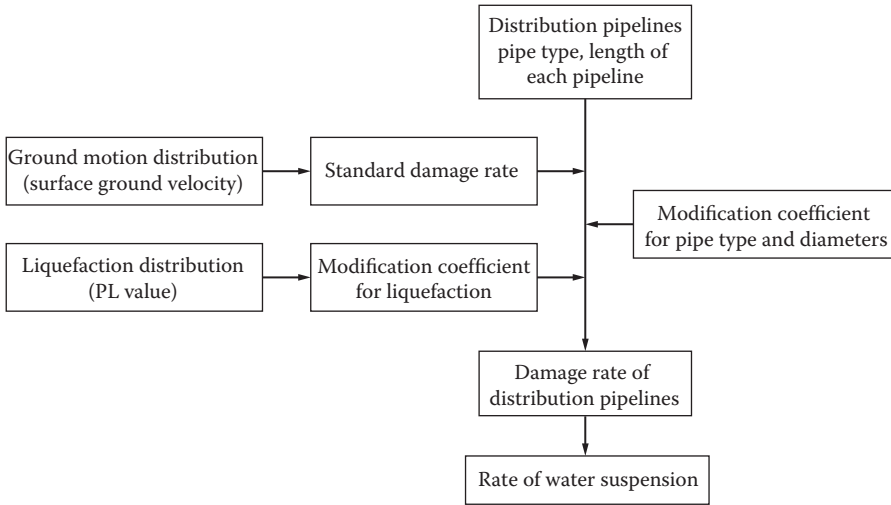 Distribution pipelines
pipe type, length of
each pipeline
Ground motion distribution
(surface ground velocity)
Standard damage rate
Modification coefficient
for pipe type and diameters
Liquefaction distribution
(PL value)
Modification coefficient
for liquefaction
Damage rate of
distribution pipelines
Rate of water suspension